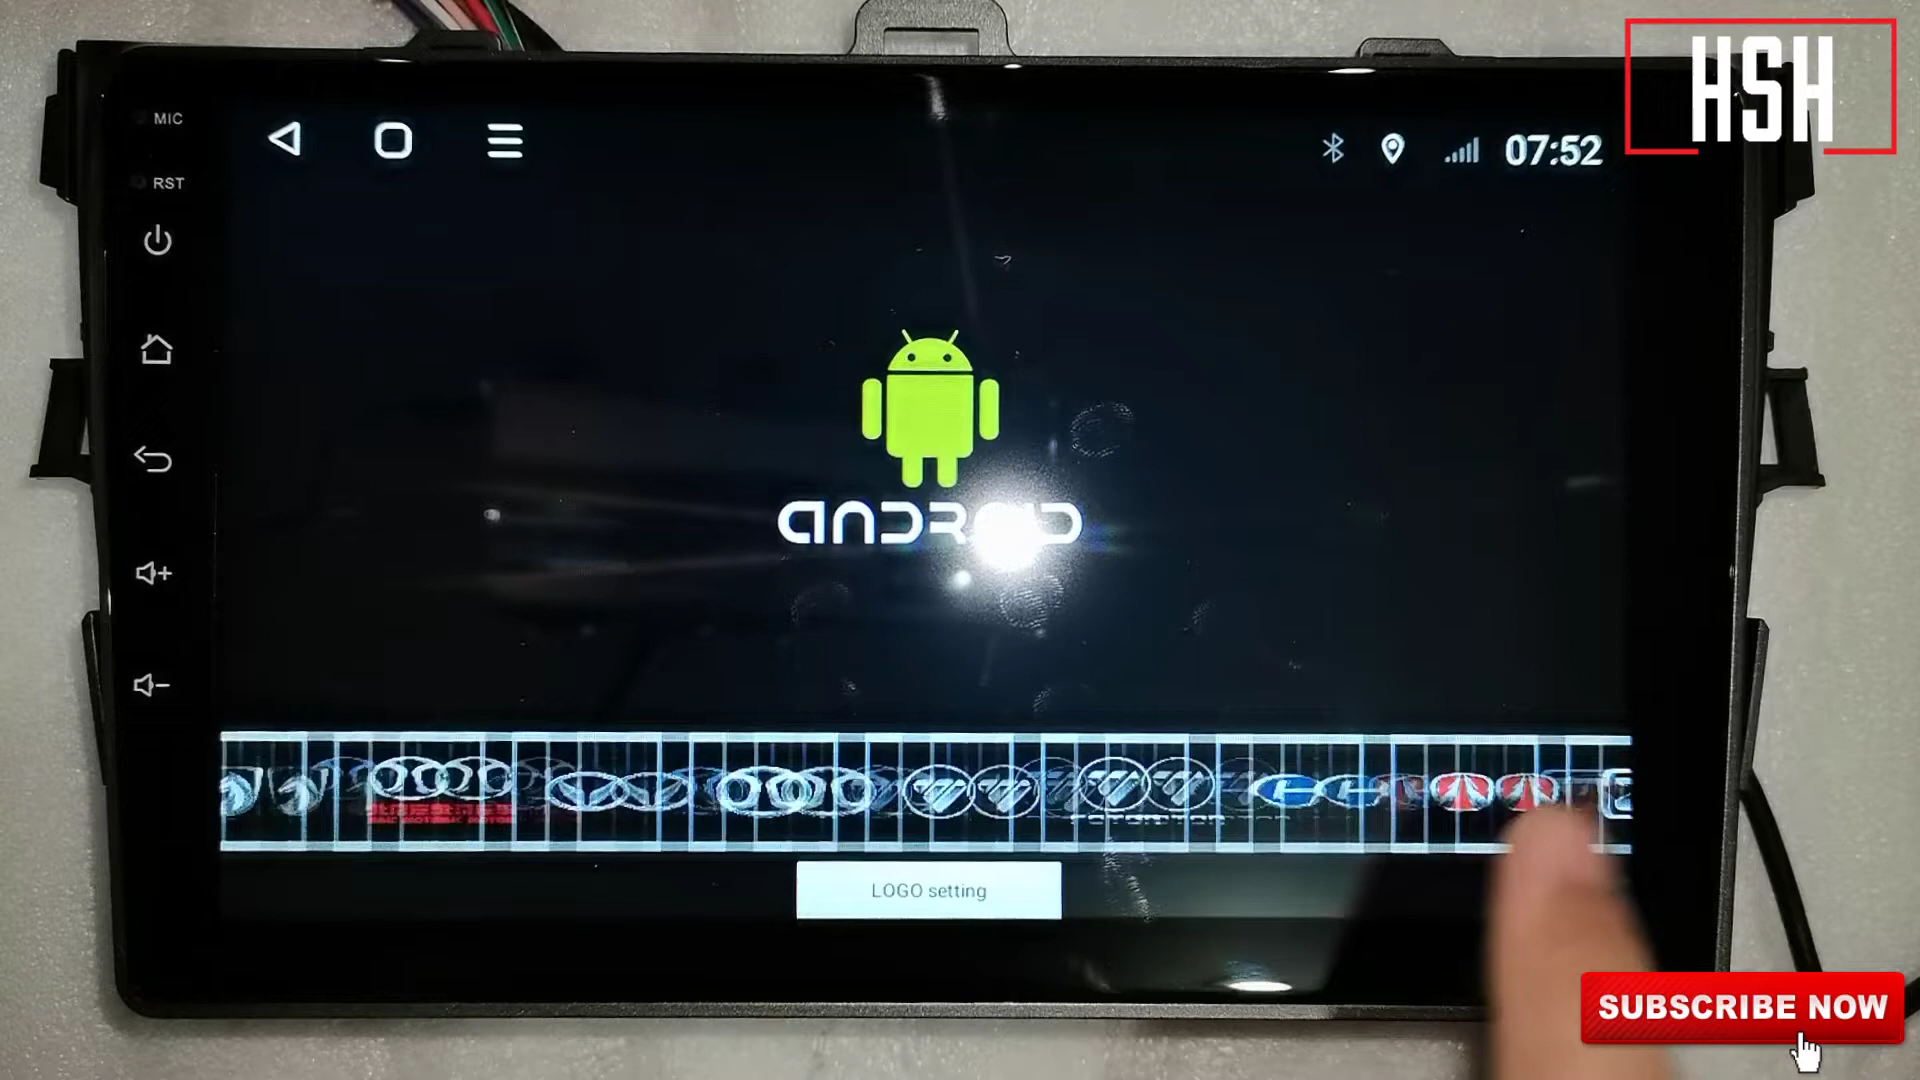 HSH
MIC
RST
07:52
ANDROID
LOGO setting
SUBSCRIBE NOW